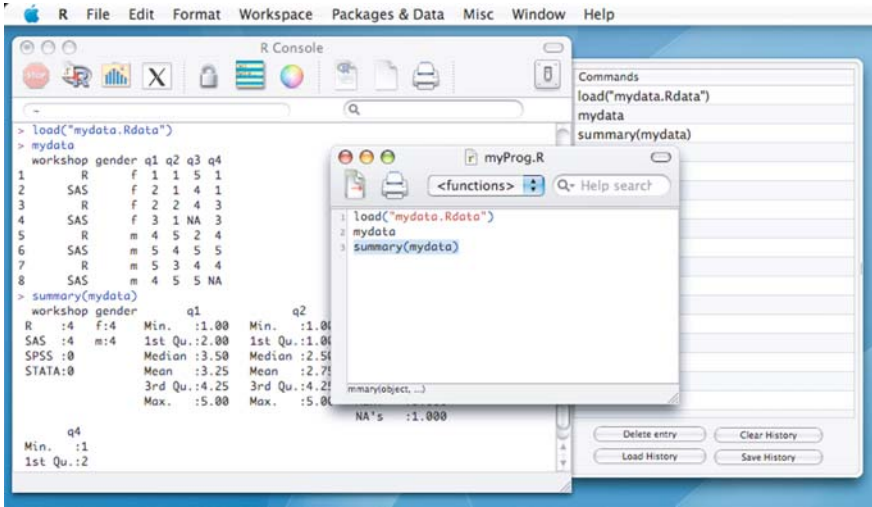 R File Edit Format Workspace Packages & Data Misc Window Help
R Console
STOP
R
X
~
> load("mydata.Rdata")
> mydata
workshop gender q1 q2 q3 q4
1 R f 1 1 5 1
2 SAS f 2 1 4 1
3 R f 2 2 4 3
4 SAS f 3 1 NA 3
5 R m 4 5 2 4
6 SAS m 5 4 5 5
7 R m 5 3 4 4
8 SAS m 4 5 5 NA
> summary(mydata)
workshop gender q1 q2
R :4 f:4 Min. :1.00 Min. :1.00
SAS :4 m:4 1st Qu.:2.00 1st Qu.:1.00
SPSS :0 Median :3.50 Median :2.50
STATA:0 Mean :3.25 Mean :2.75
3rd Qu.:4.25 3rd Qu.:4.25
Max. :5.00 Max. :5.00
NA's :1.000
q4
Min. :1
1st Qu.:2
myProg.R
<functions> Help search
1 load("mydata.Rdata")
2 mydata
3 summary(mydata)
mmary(object, ...)
Commands
load("mydata.Rdata")
mydata
summary(mydata)
Delete entry Clear History
Load History Save History